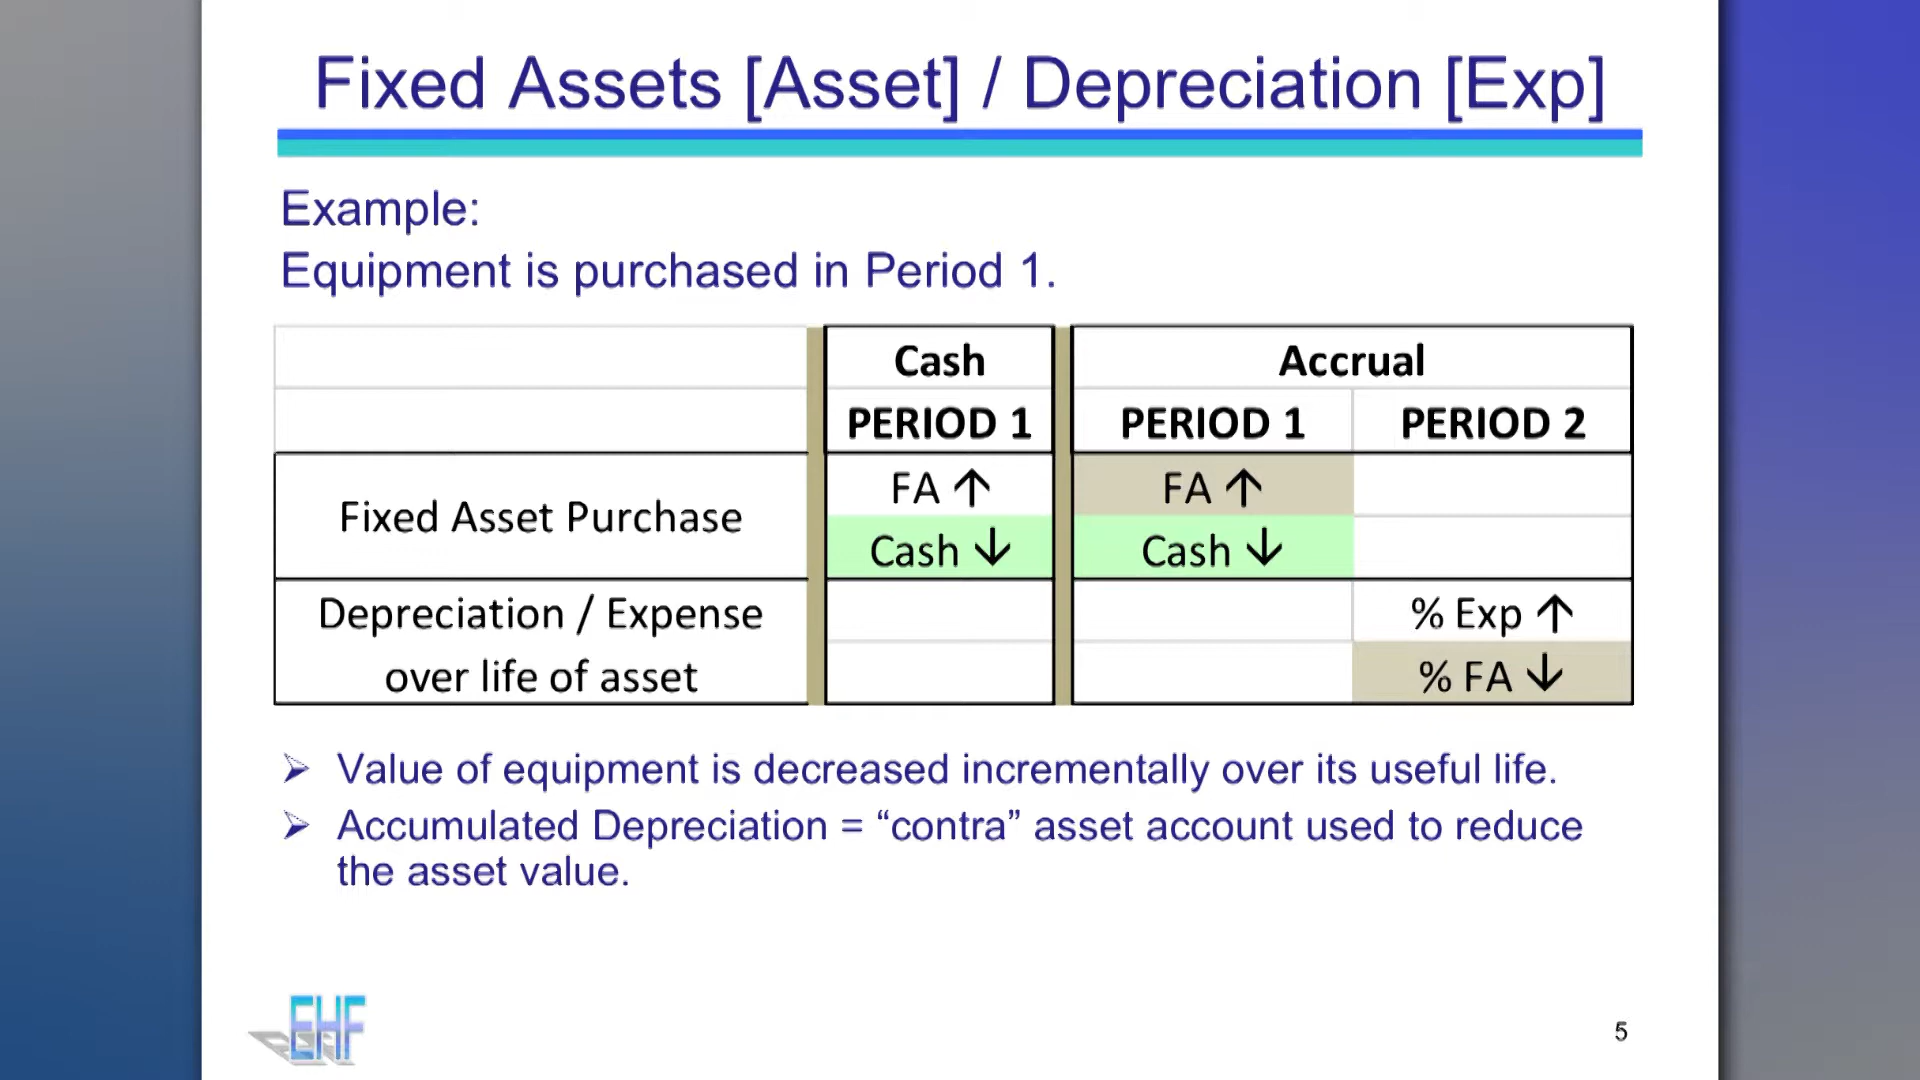 Fixed Assets [Asset] / Depreciation [Exp]
Example:
Equipment is purchased in Period 1.
Cash Accrual
PERIOD 1 PERIOD 1 PERIOD 2
Fixed Asset Purchase
FA ↑ FA ↑
Cash ↓ Cash ↓
Depreciation / Expense % Exp ↑
over life of asset % FA ↓
➢ Value of equipment is decreased incrementally over its useful life.
➢ Accumulated Depreciation = “contra” asset account used to reduce
the asset value.
EHF
5